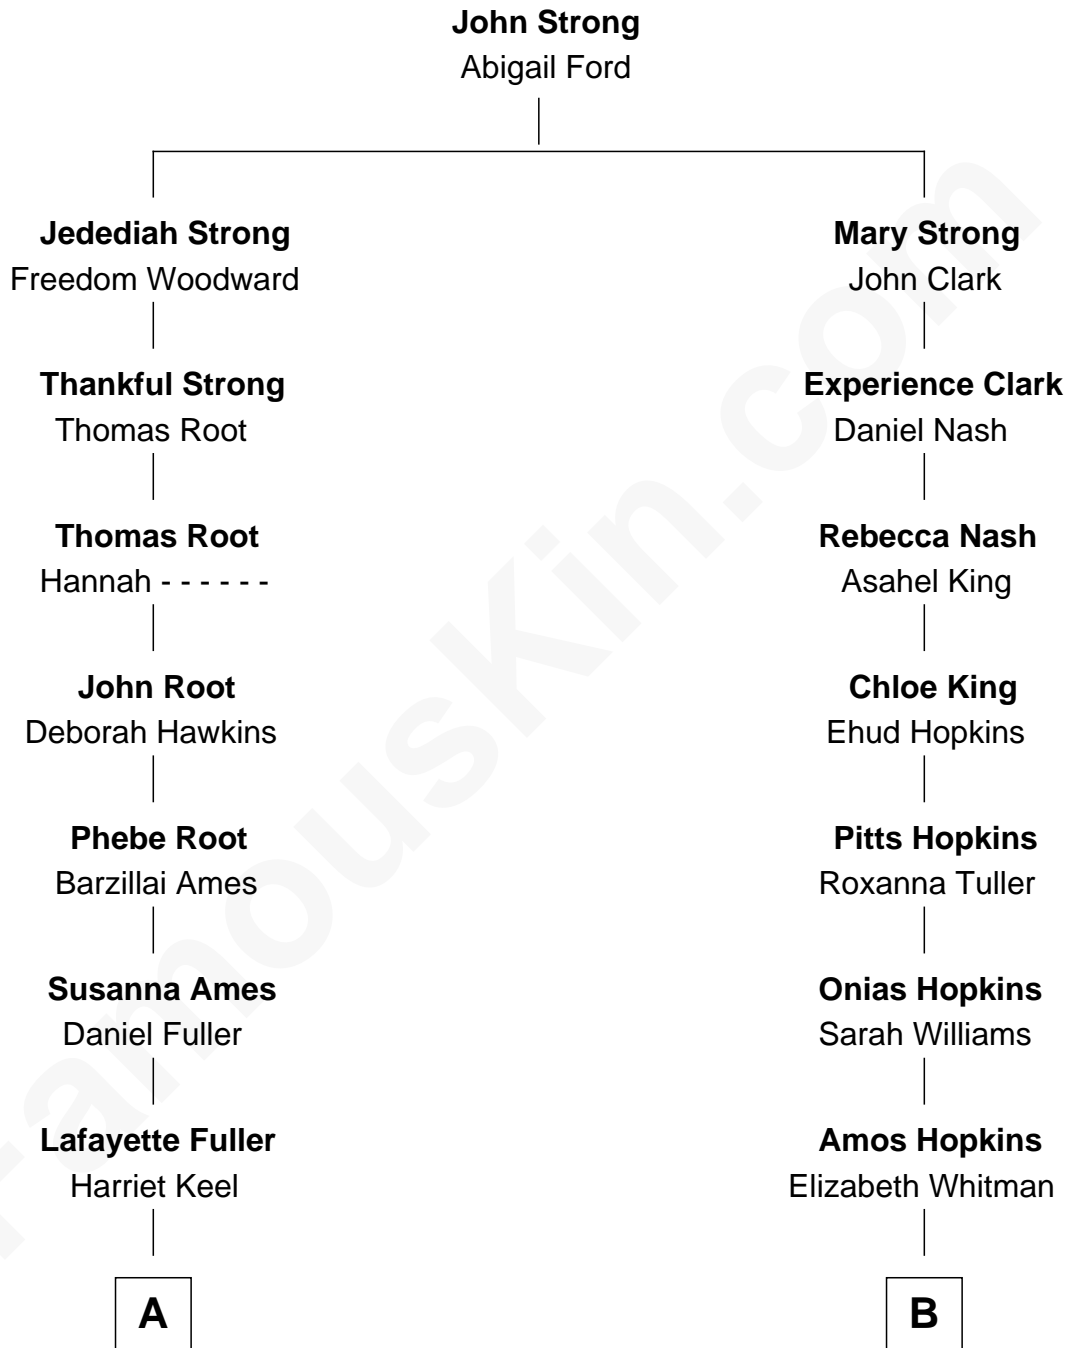 John Strong
Abigail Ford
Jedediah Strong
Freedom Woodward
Mary Strong
John Clark
Thankful Strong
Thomas Root
Experience Clark
Daniel Nash
Thomas Root
Hannah - - - - - -
Rebecca Nash
Asahel King
John Root
Deborah Hawkins
Chloe King
Ehud Hopkins
Phebe Root
Barzillai Ames
Pitts Hopkins
Roxanna Tuller
Susanna Ames
Daniel Fuller
Onias Hopkins
Sarah Williams
Lafayette Fuller
Harriet Keel
Amos Hopkins
Elizabeth Whitman
A
B
FamousKin.com